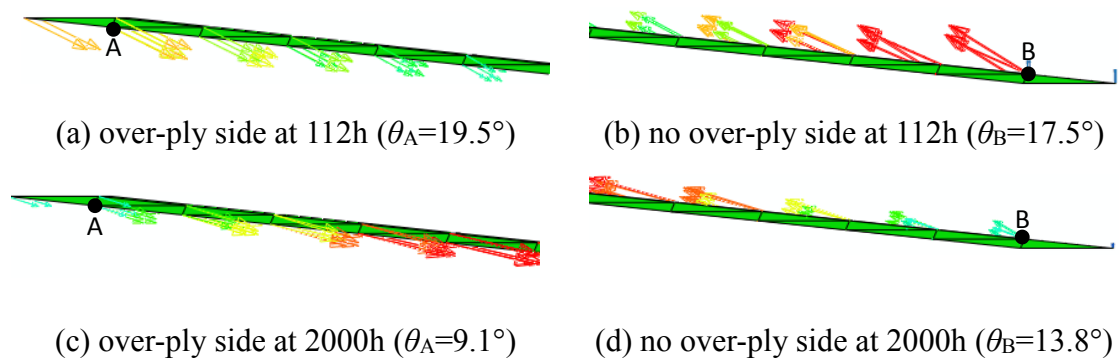 A
B
(a) over-ply side at 112h (θA=19.5°)
(b) no over-ply side at 112h (θB=17.5°)
A
B
(c) over-ply side at 2000h (θA=9.1°)
(d) no over-ply side at 2000h (θB=13.8°)